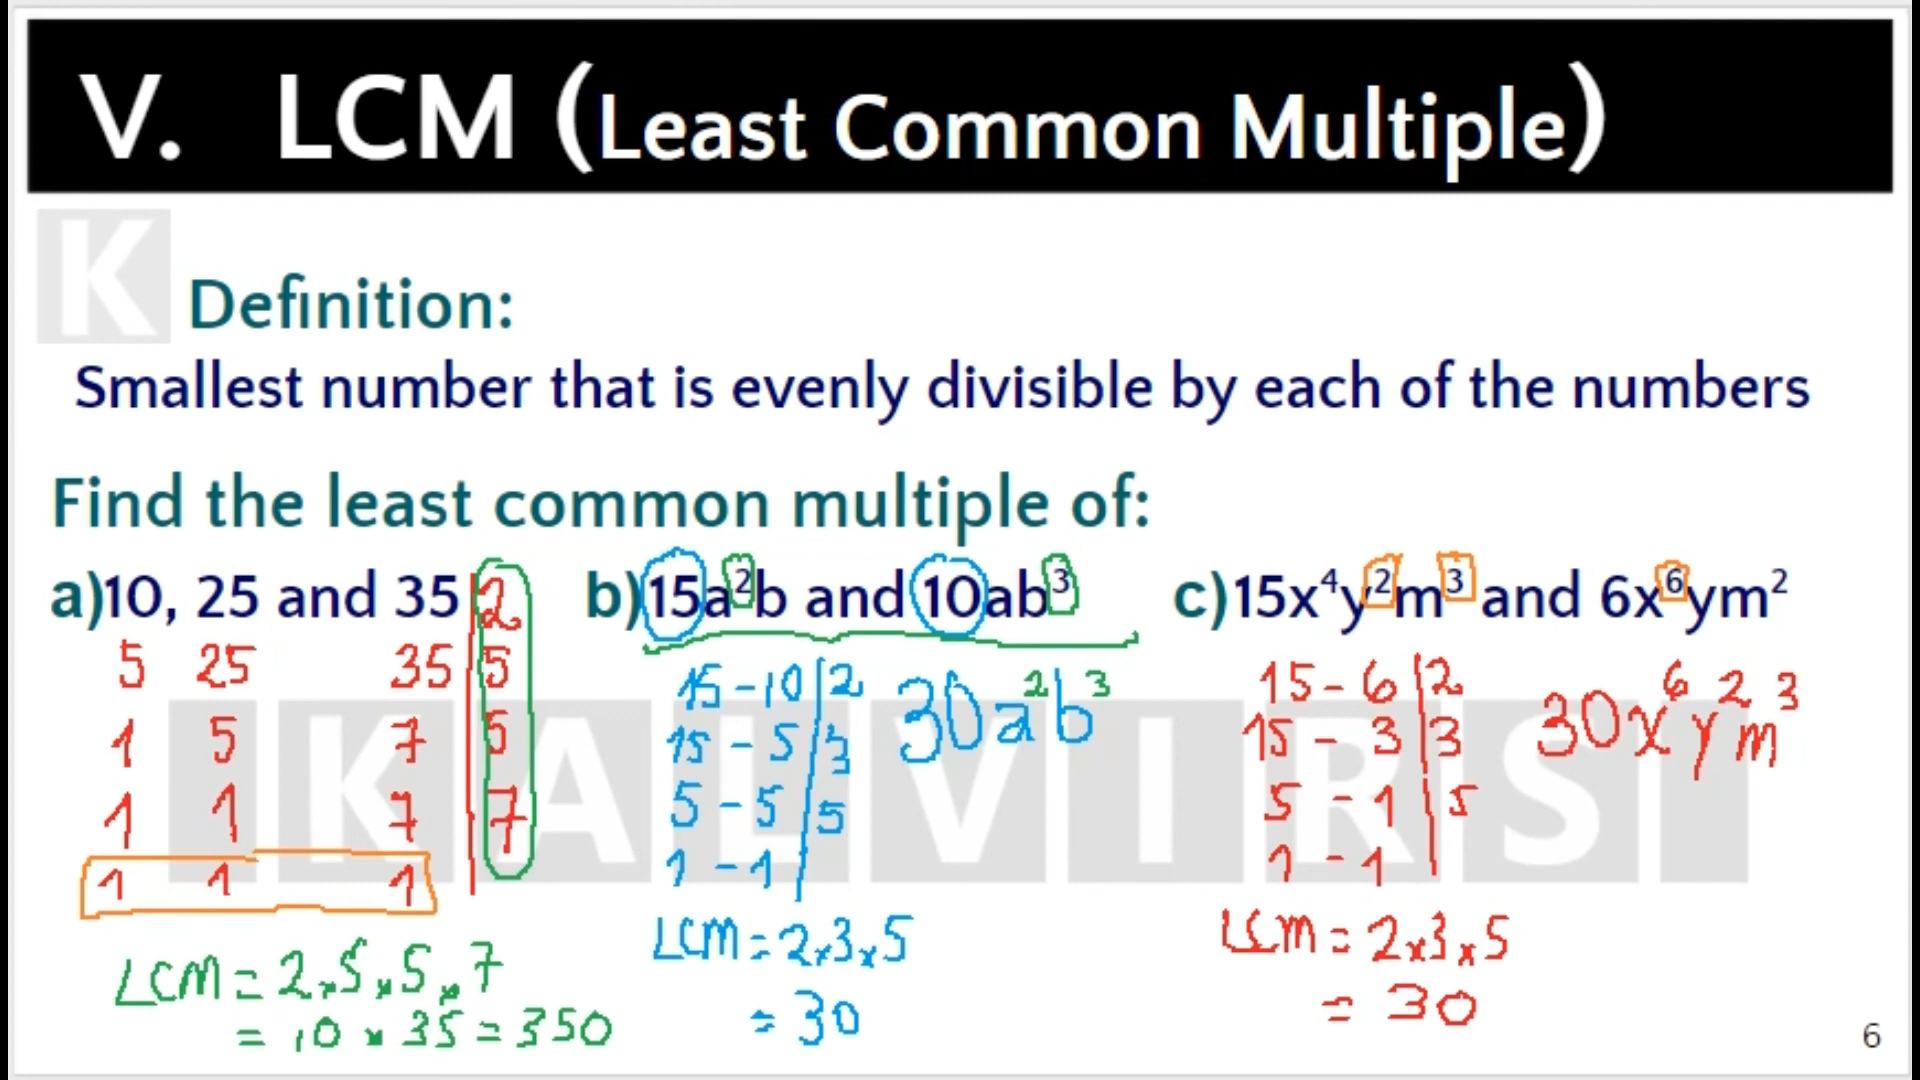 V. LCM (Least Common Multiple)
K
Definition:
Smallest number that is evenly divisible by each of the numbers
Find the least common multiple of:
a)10, 25 and 35 | 2
5 25 35 | 5
1 5 7 | 5
1 1 7 | 7
1 1 1
LCM = 2 × 5 × 5 × 7
= 10 × 35 = 350
b)15a²b and 10ab³
15 - 10 | 2
15 - 5 | 3
5 - 5 | 5
1 - 1
30a²b³
LCM = 2 × 3 × 5
= 30
c)15x⁴y²m³ and 6x⁶ym²
15 - 6 | 2
15 - 3 | 3
5 - 1 | 5
1 - 1
30x⁶y²m³
LCM = 2 × 3 × 5
= 30
KALVIRS
6